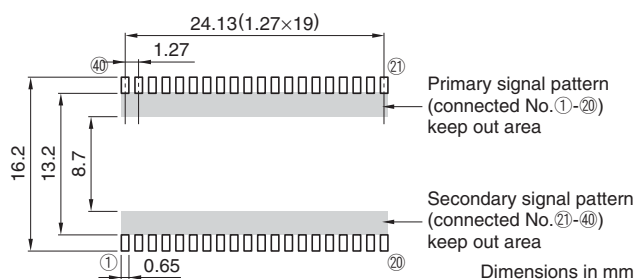 24.13(1.27×19)
1.27
㊵
㉑
Primary signal pattern
(connected No.①-⑳)
keep out area
16.2
13.2
8.7
Secondary signal pattern
(connected No.㉑-㊵)
keep out area
①
0.65
⑳
Dimensions in mm